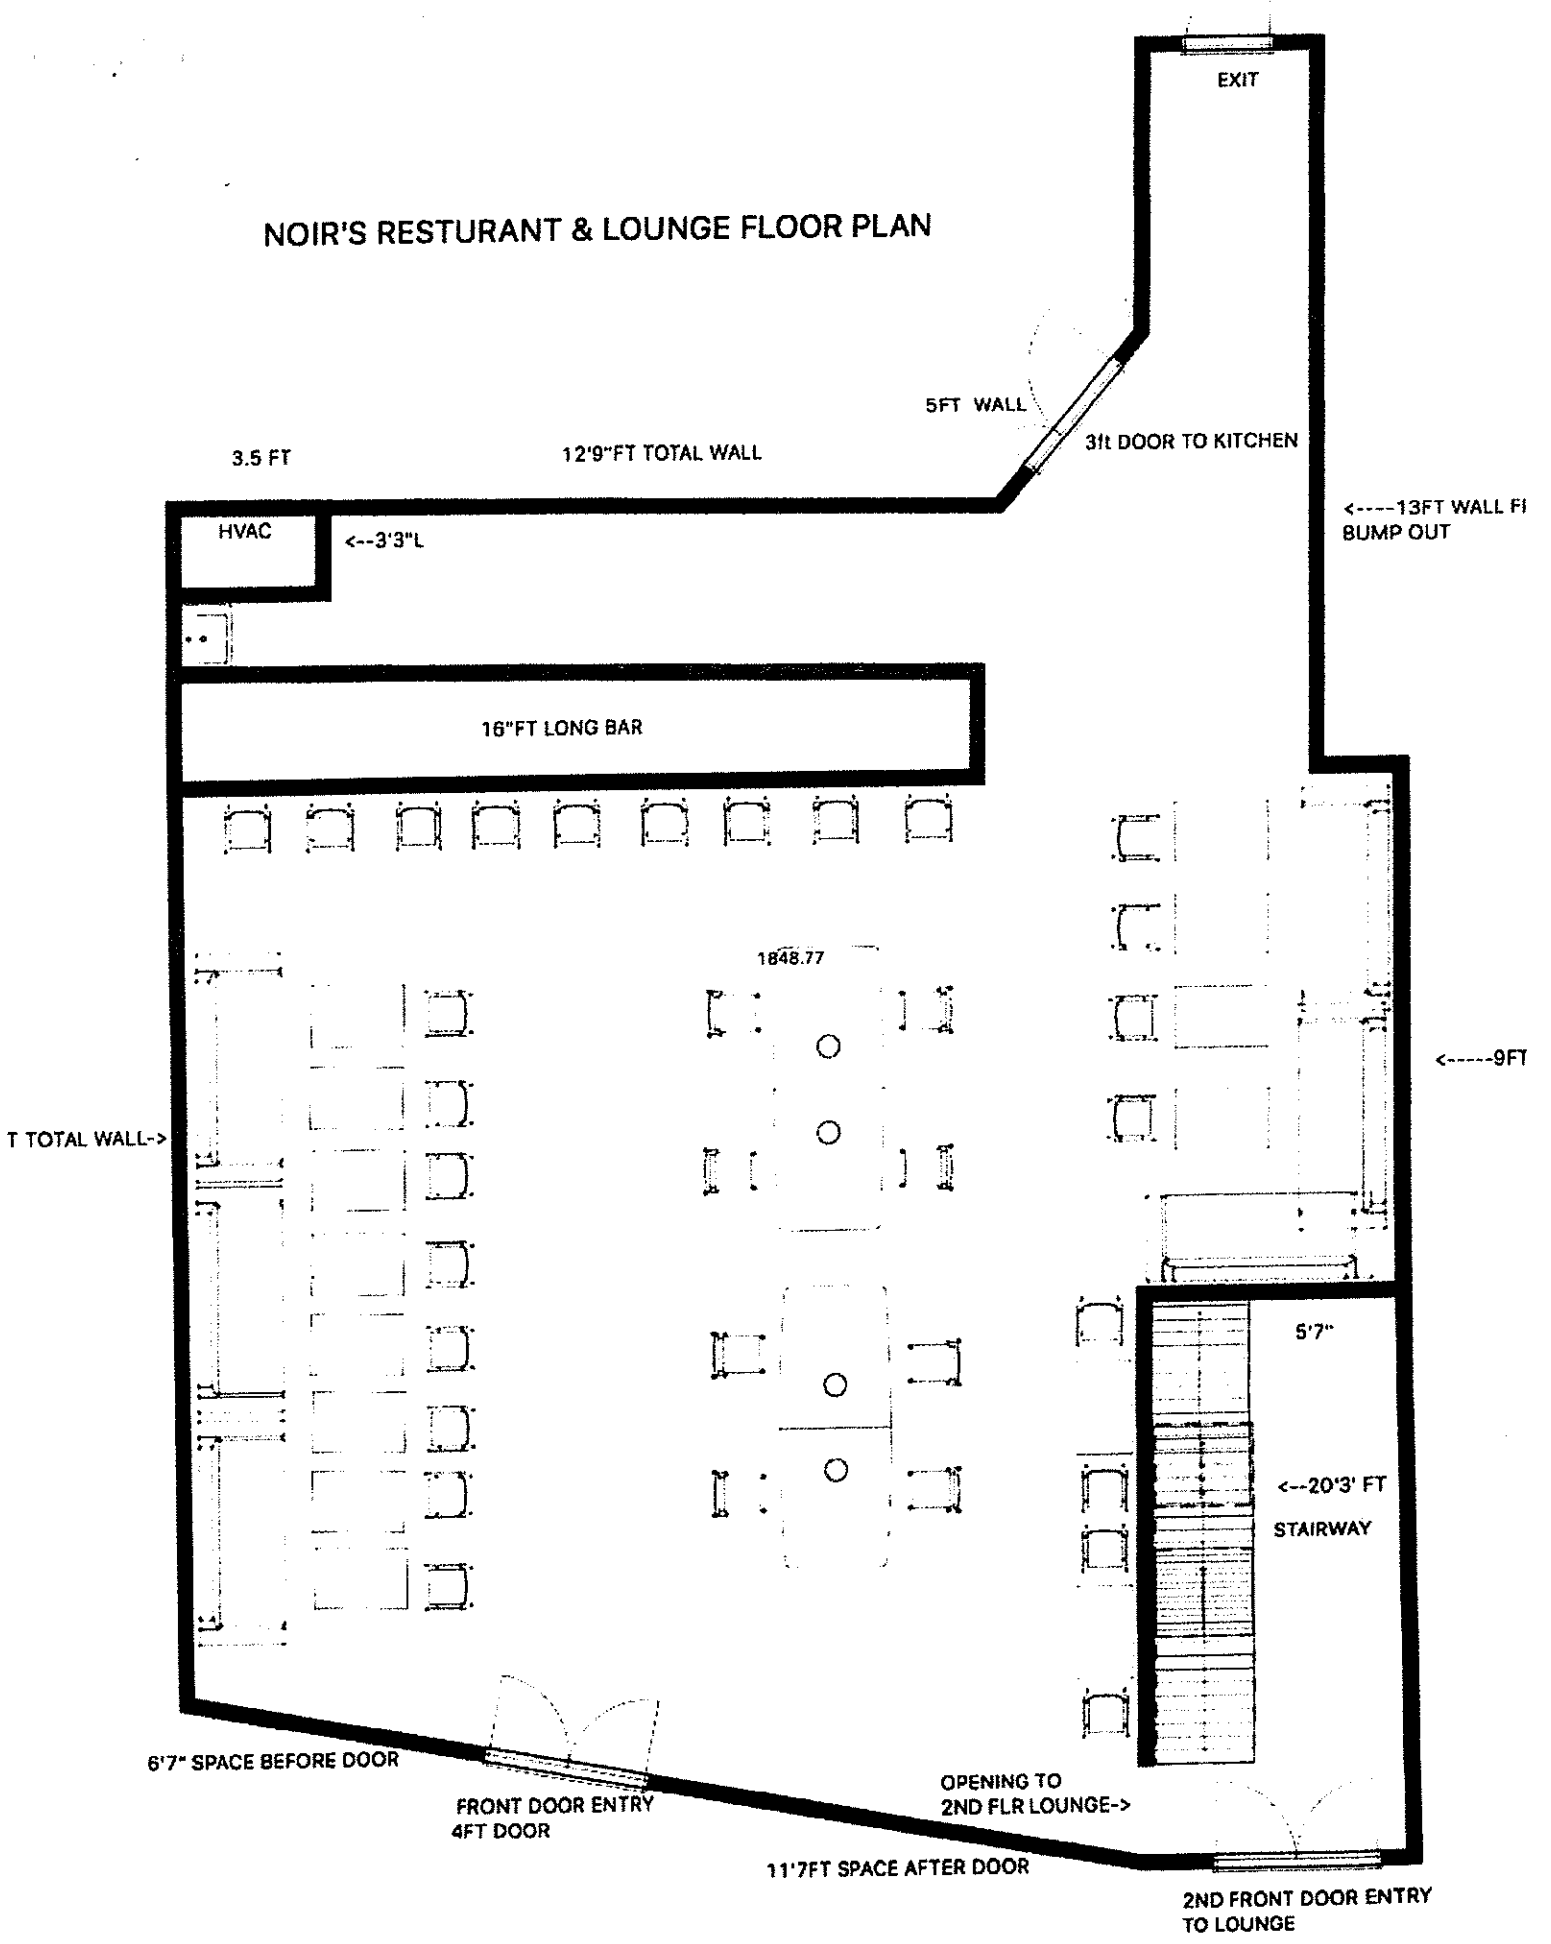 EXIT
NOIR'S RESTURANT & LOUNGE FLOOR PLAN
5FT WALL
3ft DOOR TO KITCHEN
3.5 FT
12'9"FT TOTAL WALL
HVAC
<--3'3"L
<----13FT WALL FI
BUMP OUT
16"FT LONG BAR
1848.77
<-----9FT
T TOTAL WALL->
5'7"
<--20'3' FT
STAIRWAY
6'7" SPACE BEFORE DOOR
FRONT DOOR ENTRY
4FT DOOR
OPENING TO
2ND FLR LOUNGE->
11'7FT SPACE AFTER DOOR
2ND FRONT DOOR ENTRY
TO LOUNGE